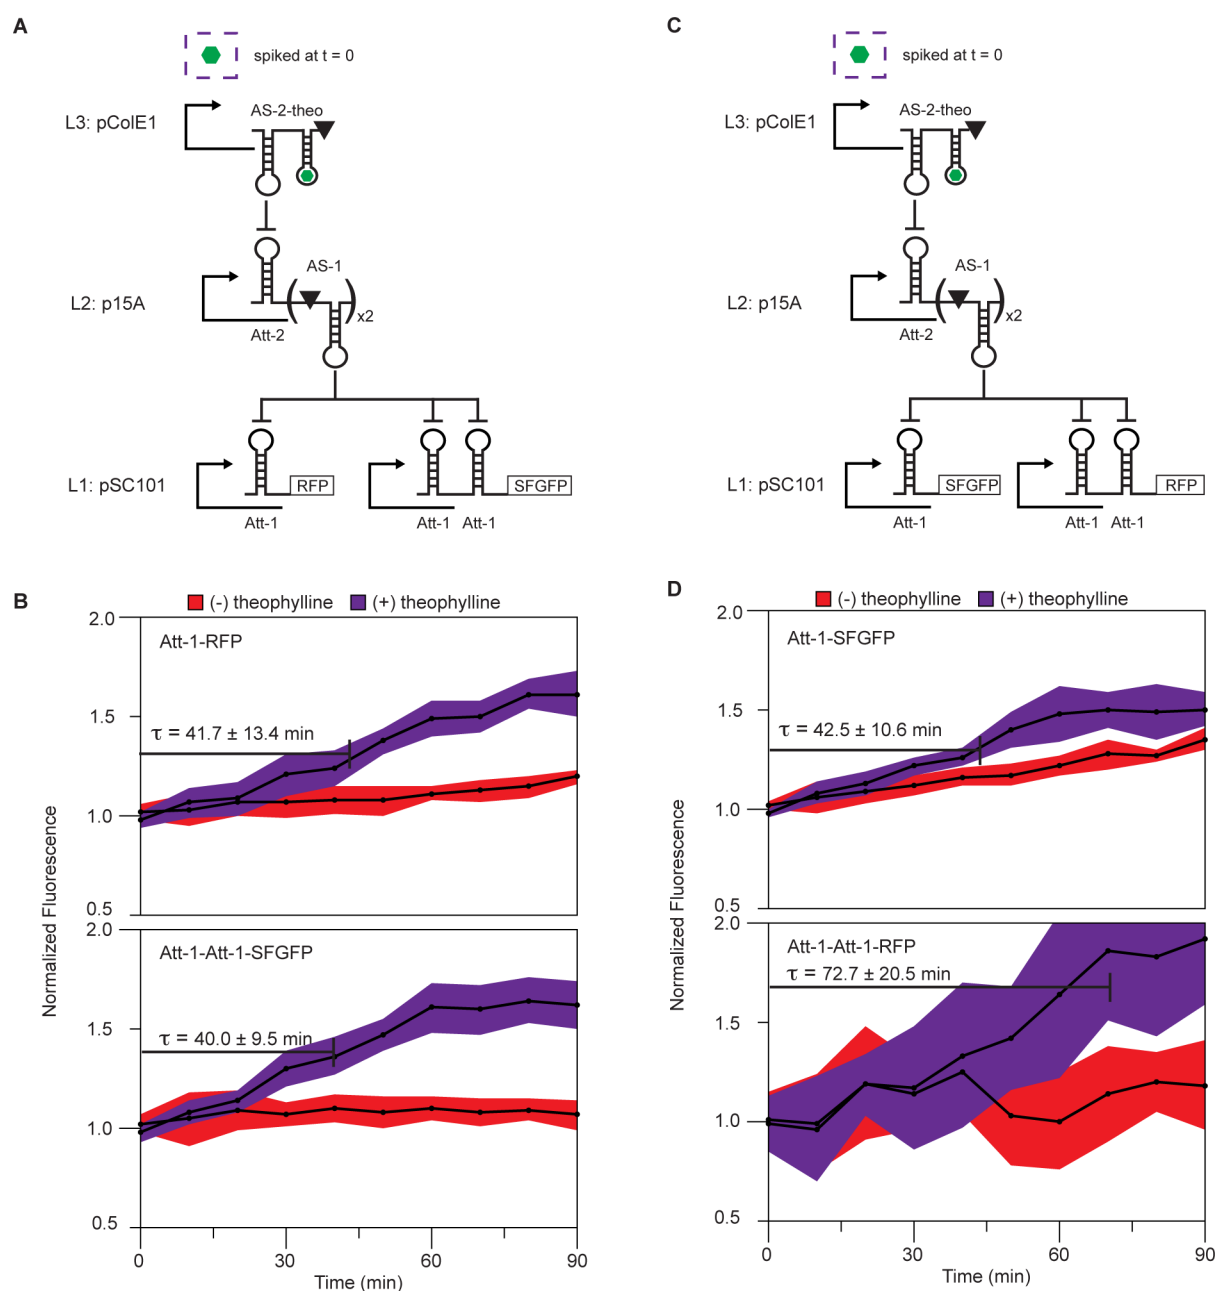 A
spiked at t = 0
L3: pColE1
AS-2-theo
L2: p15A
AS-1
x2
Att-2
L1: pSC101
RFP
SFGFP
Att-1
Att-1 Att-1
C
spiked at t = 0
L3: pColE1
AS-2-theo
L2: p15A
AS-1
x2
Att-2
L1: pSC101
SFGFP
RFP
Att-1
Att-1 Att-1
B
(-) theophylline (+) theophylline
Normalized Fluorescence
2.0
Att-1-RFP
1.5
τ = 41.7 ± 13.4 min
1.0
0.5
2.0
Att-1-Att-1-SFGFP
1.5
τ = 40.0 ± 9.5 min
1.0
0.5
0 30 60 90
Time (min)
D
(-) theophylline (+) theophylline
Normalized Fluorescence
2.0
Att-1-SFGFP
1.5
τ = 42.5 ± 10.6 min
1.0
0.5
2.0
Att-1-Att-1-RFP
τ = 72.7 ± 20.5 min
1.5
1.0
0.5
0 30 60 90
Time (min)